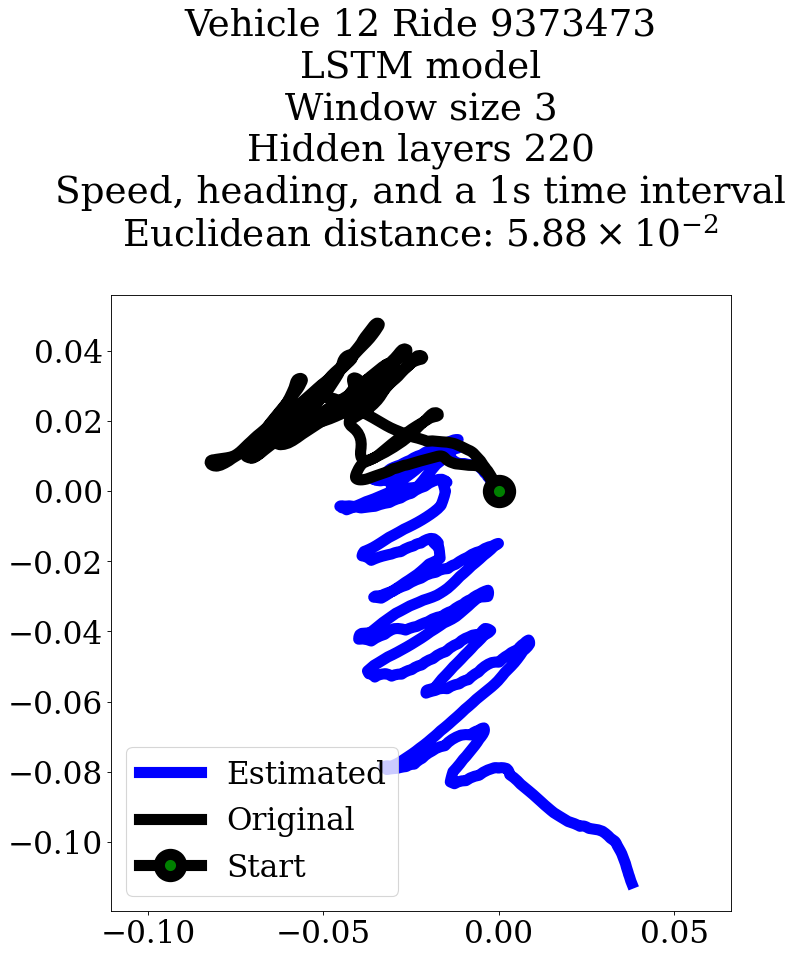 Vehicle 12 Ride 9373473
LSTM model
Window size 3
Hidden layers 220
Speed, heading, and a 1s time interval
Euclidean distance: 5.88 × 10⁻²
0.04
0.02
0.00
−0.02
−0.04
−0.06
−0.08
−0.10
Estimated
Original
Start
−0.10 −0.05 0.00 0.05